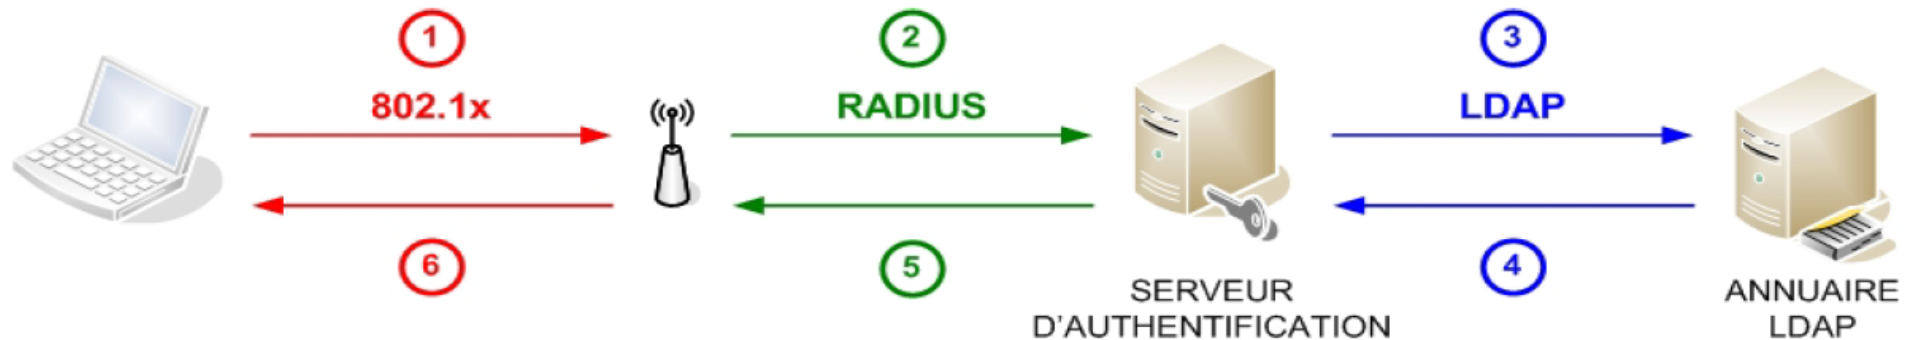 1
2
3
802.1x
RADIUS
LDAP
6
5
4
SERVEUR
D'AUTHENTIFICATION
ANNUAIRE
LDAP